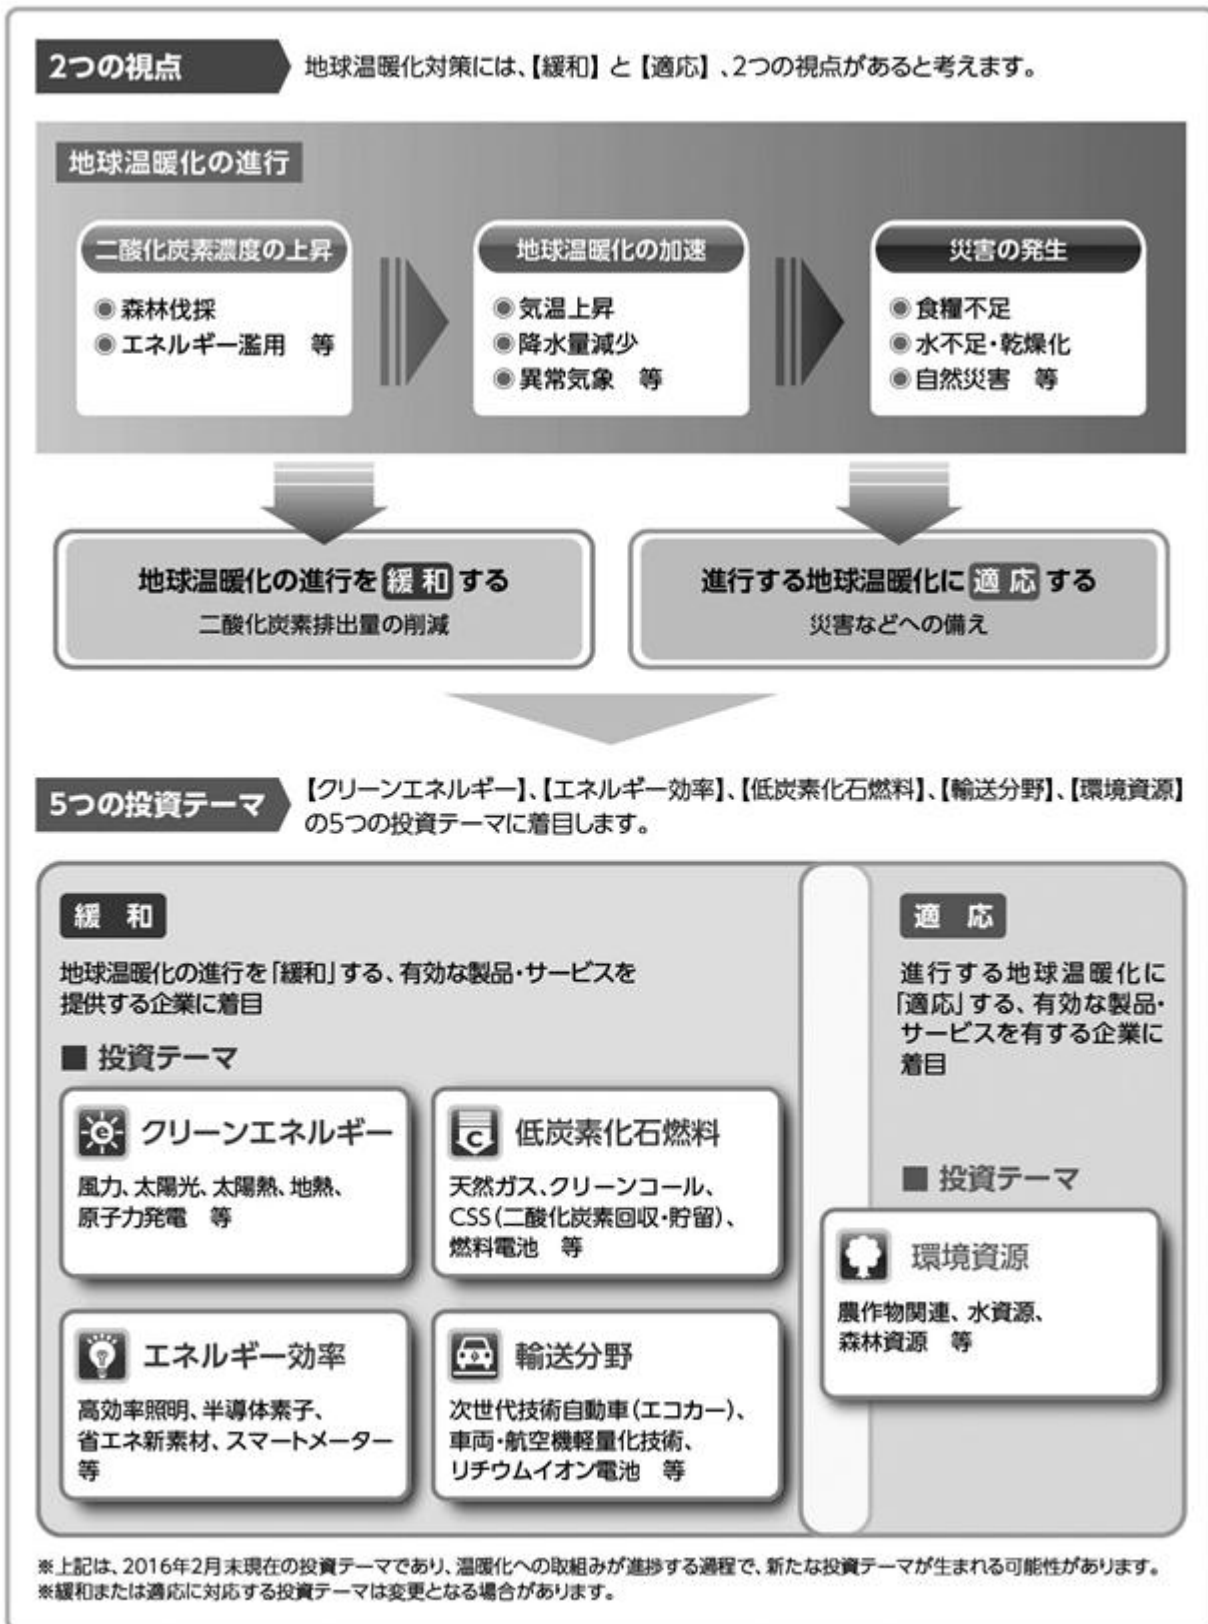 2つの視点
地球温暖化対策には、【緩和】と【適応】、2つの視点があると考えます。
地球温暖化の進行
二酸化炭素濃度の上昇
◉森林伐採
◉エネルギー濫用　等
地球温暖化の加速
◉気温上昇
◉降水量減少
◉異常気象　等
災害の発生
◉食糧不足
◉水不足・乾燥化
◉自然災害　等
地球温暖化の進行を 緩和 する
二酸化炭素排出量の削減
進行する地球温暖化に 適応 する
災害などへの備え
5つの投資テーマ
【クリーンエネルギー】、【エネルギー効率】、【低炭素化石燃料】、【輸送分野】、【環境資源】
の5つの投資テーマに着目します。
緩 和
地球温暖化の進行を「緩和」する、有効な製品・サービスを
提供する企業に着目
■ 投資テーマ
クリーンエネルギー
風力、太陽光、太陽熱、地熱、
原子力発電　等
c 低炭素化石燃料
天然ガス、クリーンコール、
CSS(二酸化炭素回収・貯留)、
燃料電池　等
エネルギー効率
高効率照明、半導体素子、
省エネ新素材、スマートメーター
等
輸送分野
次世代技術自動車(エコカー)、
車両・航空機軽量化技術、
リチウムイオン電池　等
適 応
進行する地球温暖化に
「適応」する、有効な製品・
サービスを有する企業に
着目
■ 投資テーマ
環境資源
農作物関連、水資源、
森林資源　等
※上記は、2016年2月末現在の投資テーマであり、温暖化への取組みが進捗する過程で、新たな投資テーマが生まれる可能性があります。
※緩和または適応に対応する投資テーマは変更となる場合があります。